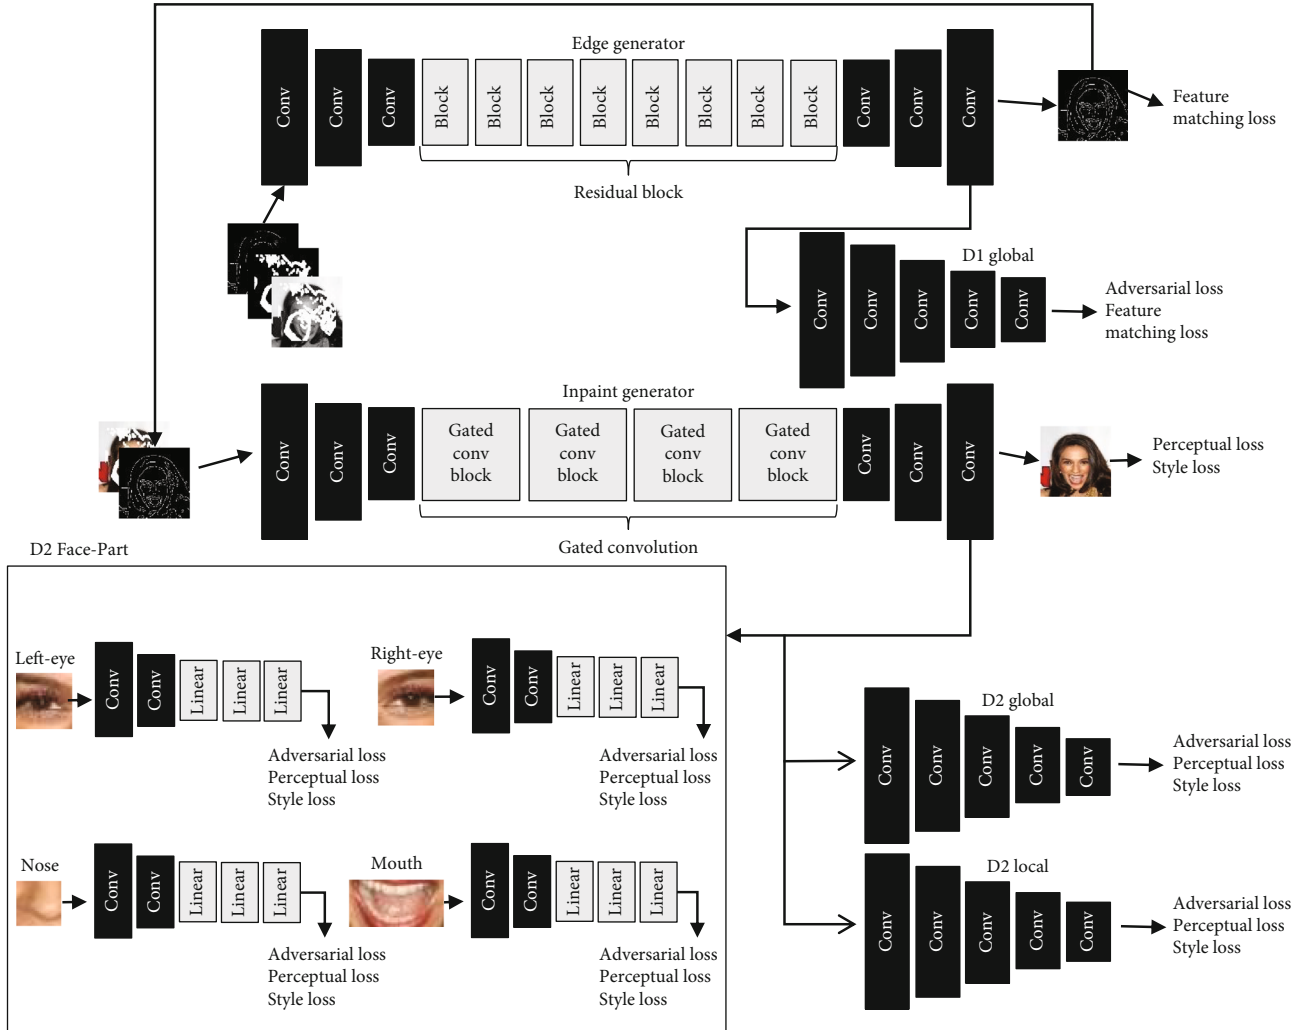 Edge generator
Conv
Conv
Conv
Block
Block
Block
Block
Block
Block
Block
Block
Conv
Conv
Conv
Feature
matching loss
Residual block
D1 global
Conv
Conv
Conv
Conv
Conv
Adversarial loss
Feature
matching loss
Inpaint generator
Conv
Conv
Conv
Gated
conv
block
Gated
conv
block
Gated
conv
block
Gated
conv
block
Conv
Conv
Conv
Perceptual loss
Style loss
Gated convolution
D2 Face-Part
Left-eye
Conv
Conv
Linear
Linear
Linear
Adversarial loss
Perceptual loss
Style loss
Right-eye
Conv
Conv
Linear
Linear
Linear
Adversarial loss
Perceptual loss
Style loss
Nose
Conv
Conv
Linear
Linear
Linear
Adversarial loss
Perceptual loss
Style loss
Mouth
Conv
Conv
Linear
Linear
Linear
Adversarial loss
Perceptual loss
Style loss
D2 global
Conv
Conv
Conv
Conv
Conv
Adversarial loss
Perceptual loss
Style loss
D2 local
Conv
Conv
Conv
Conv
Conv
Adversarial loss
Perceptual loss
Style loss